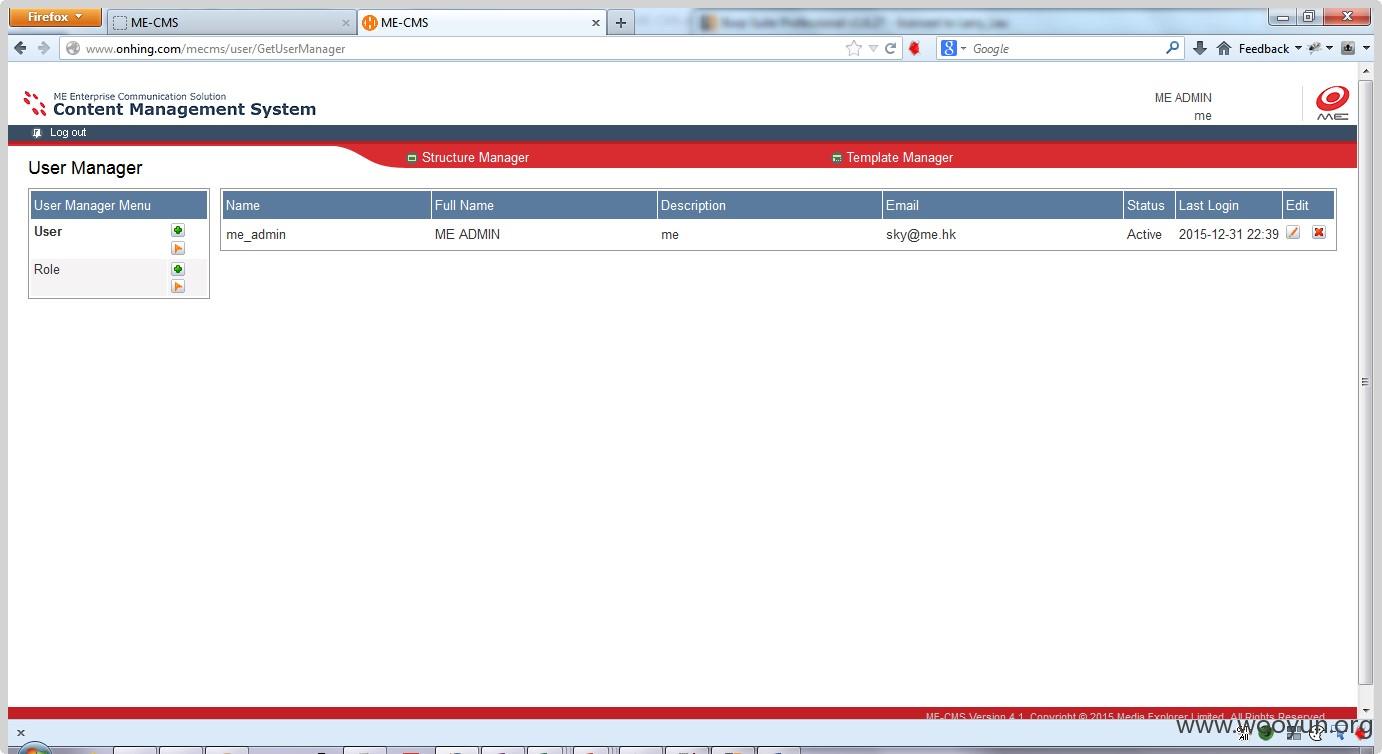 Firefox
ME-CMS
ME-CMS
www.onhing.com/mecms/user/GetUserManager
Google
Feedback
ME Enterprise Communication Solution
Content Management System
ME ADMIN
me
ME
Log out
User Manager
Structure Manager
Template Manager
User Manager Menu
User
Role
Name Full Name Description Email Status Last Login Edit
me_admin ME ADMIN me sky@me.hk Active 2015-12-31 22:39
ME-CMS Version 4.1. Copyright © 2015 Media Explorer Limited. All Rights Reserved.
www.wooyun.org